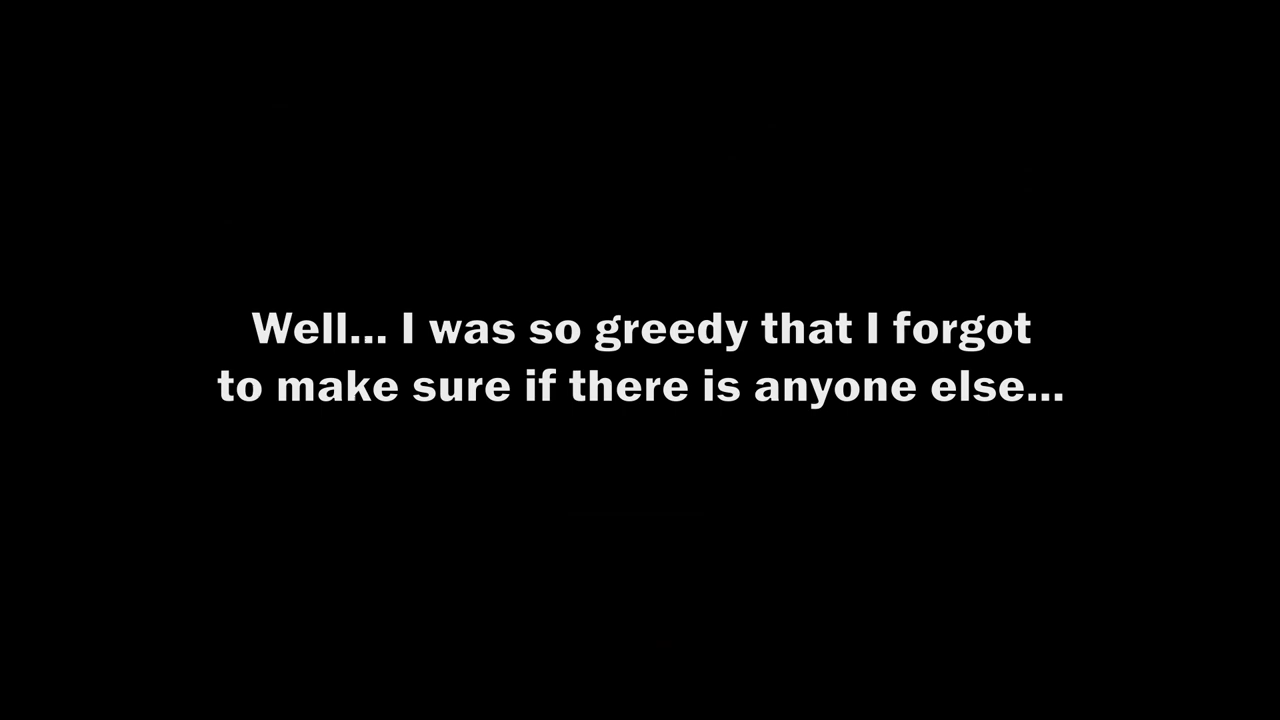 Well... I was so greedy that I forgot
to make sure if there is anyone else...